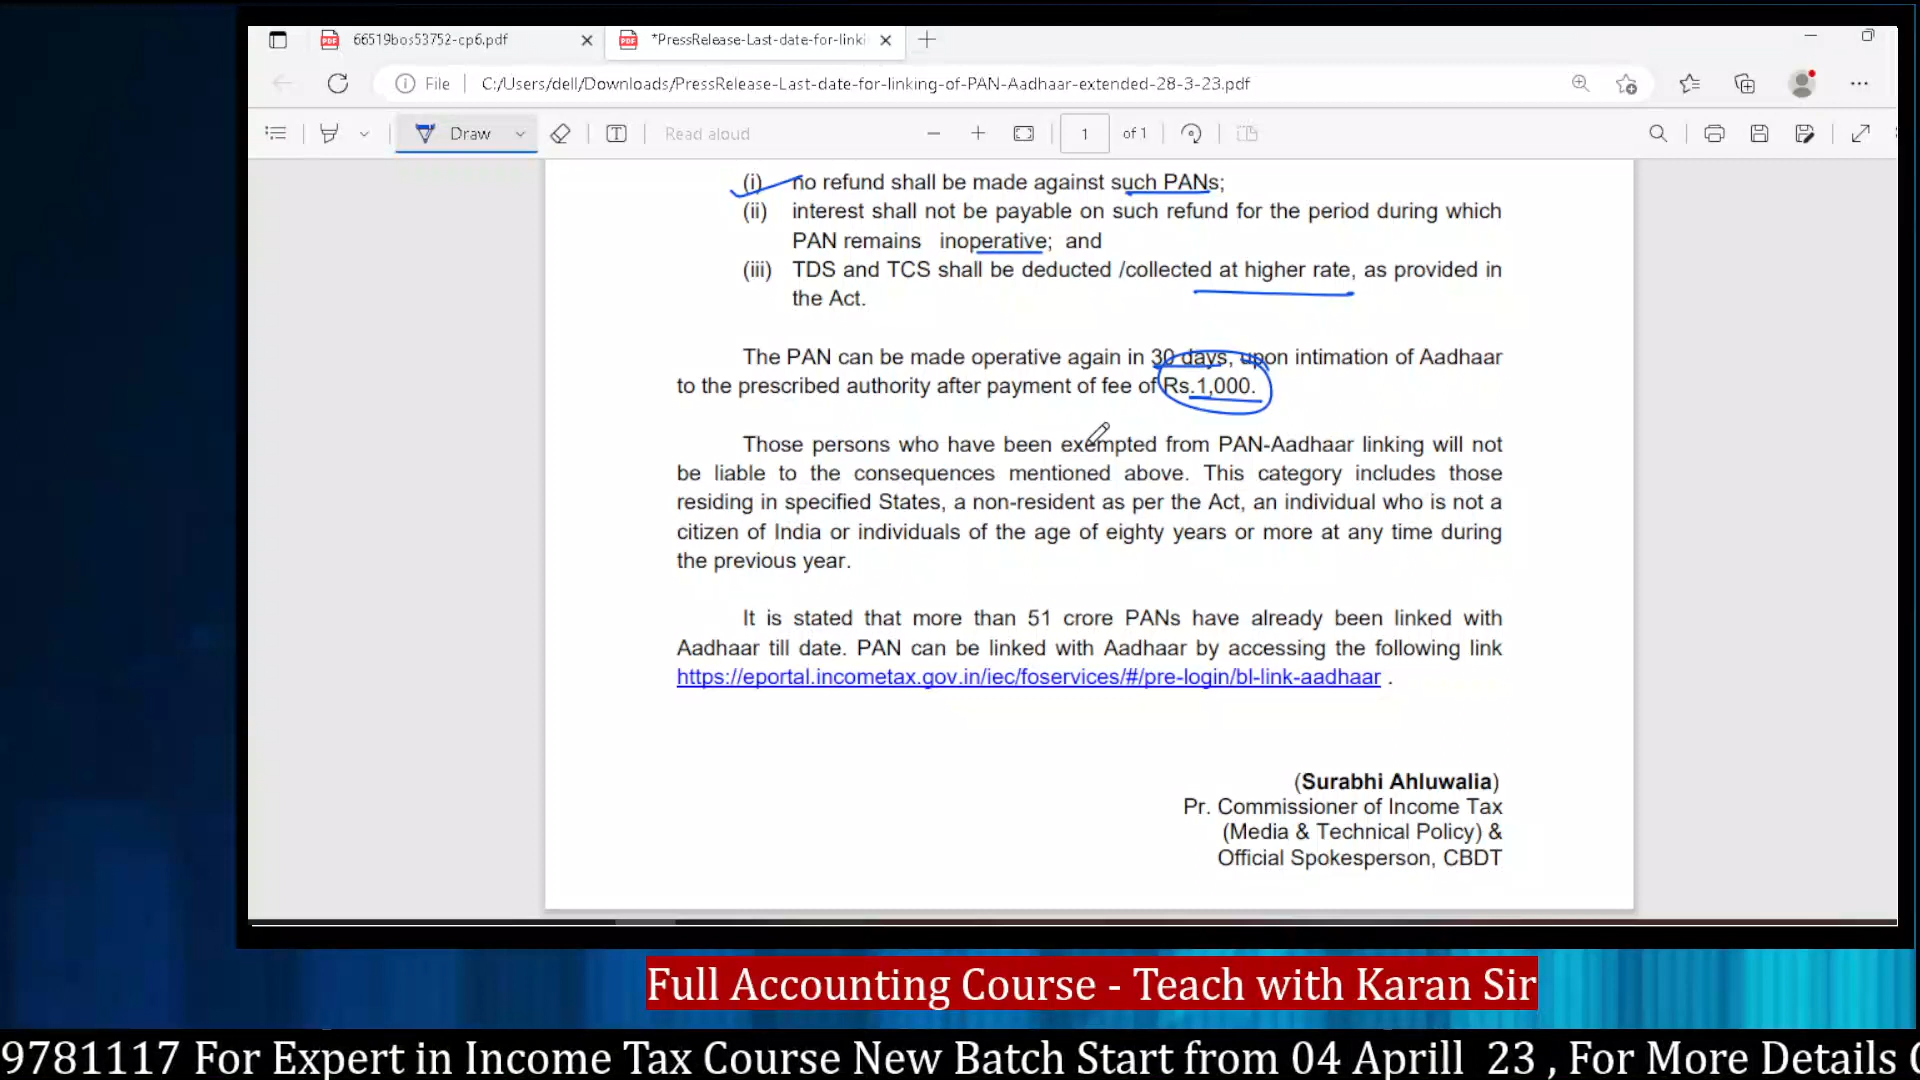 66519bos53752-cp6.pdf
*PressRelease-Last-date-for-linki
File
C:/Users/dell/Downloads/PressRelease-Last-date-for-linking-of-PAN-Aadhaar-extended-28-3-23.pdf
Draw
Read aloud
1 of 1
(i) no refund shall be made against such PANs;
(ii) interest shall not be payable on such refund for the period during which
PAN remains inoperative; and
(iii) TDS and TCS shall be deducted /collected at higher rate, as provided in
the Act.
The PAN can be made operative again in 30 days, upon intimation of Aadhaar
to the prescribed authority after payment of fee of Rs.1,000.
Those persons who have been exempted from PAN-Aadhaar linking will not
be liable to the consequences mentioned above. This category includes those
residing in specified States, a non-resident as per the Act, an individual who is not a
citizen of India or individuals of the age of eighty years or more at any time during
the previous year.
It is stated that more than 51 crore PANs have already been linked with
Aadhaar till date. PAN can be linked with Aadhaar by accessing the following link
https://eportal.incometax.gov.in/iec/foservices/#/pre-login/bl-link-aadhaar .
(Surabhi Ahluwalia)
Pr. Commissioner of Income Tax
(Media & Technical Policy) &
Official Spokesperson, CBDT
Full Accounting Course - Teach with Karan Sir
9781117 For Expert in Income Tax Course New Batch Start from 04 Aprill 23 , For More Details